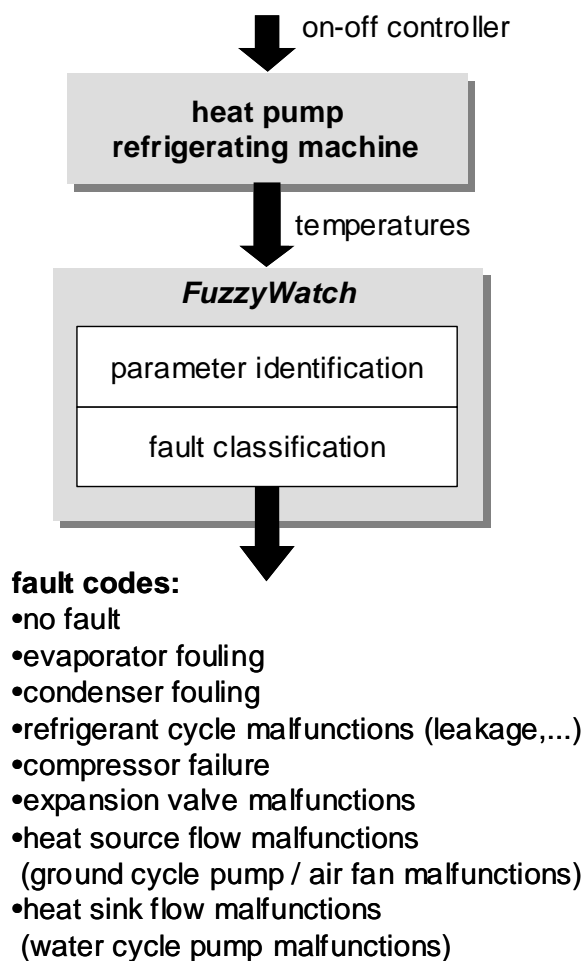 on-off controller
heat pump
refrigerating machine
temperatures
FuzzyWatch
parameter identification
fault classification
fault codes:
•no fault
•evaporator fouling
•condenser fouling
•refrigerant cycle malfunctions (leakage,...)
•compressor failure
•expansion valve malfunctions
•heat source flow malfunctions
(ground cycle pump / air fan malfunctions)
•heat sink flow malfunctions
(water cycle pump malfunctions)